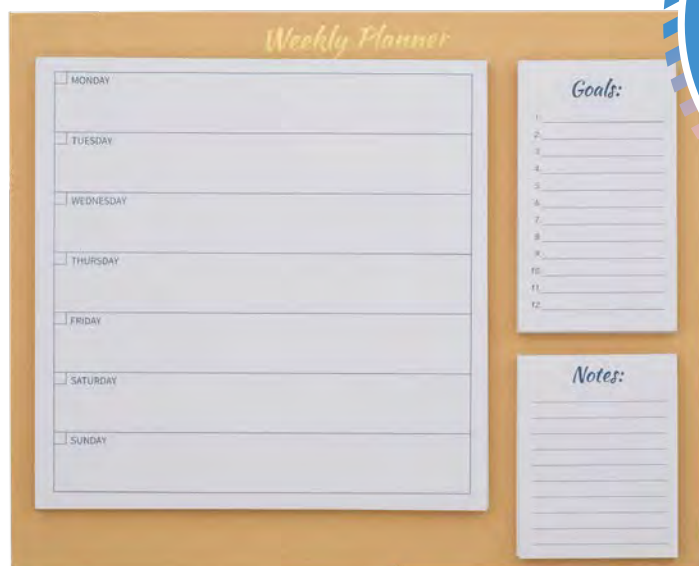 Weekly Planner
MONDAY
TUESDAY
WEDNESDAY
THURSDAY
FRIDAY
SATURDAY
SUNDAY
Goals:
1.
2.
3.
4.
5.
6.
7.
8.
9.
10.
11.
12.
Notes: